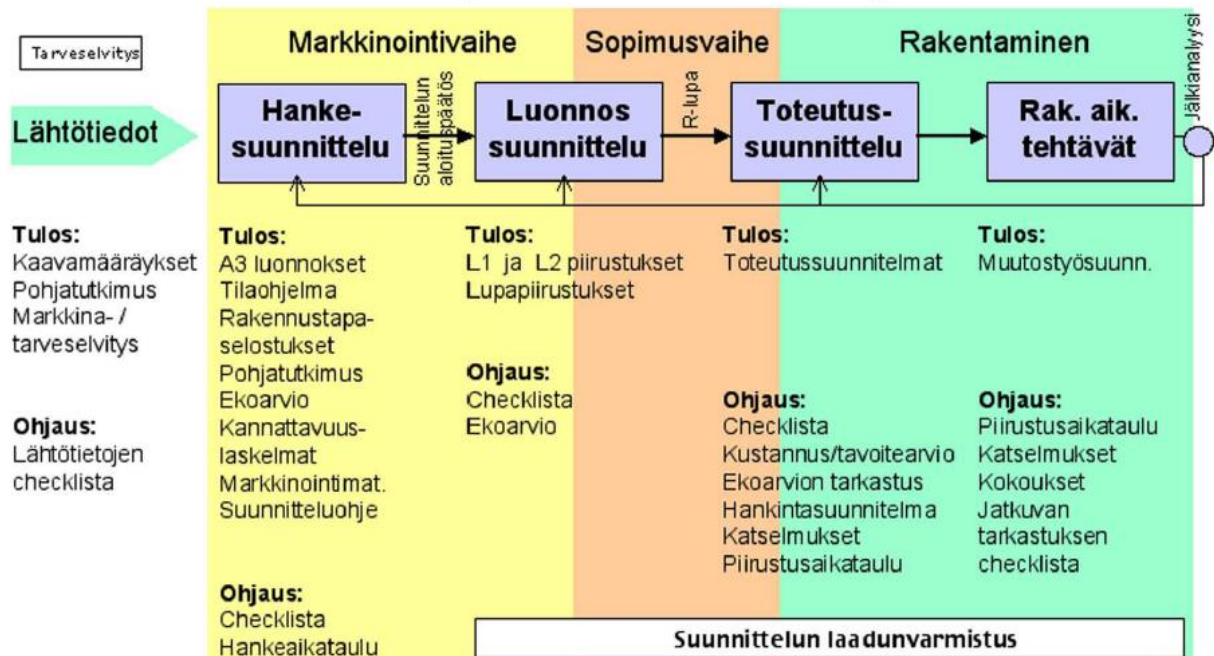 Markkinointivaihe
Sopimusvaihe
Rakentaminen
Tarveselvitys
Lähtötiedot
Hanke-
suunnittelu
Suunnittelun
aloituspäätös
Luonnos
suunnittelu
R-lupa
Toteutus-
suunnittelu
Rak. aik.
tehtävät
Jälkianalyysi
Tulos:
Kaavamääräykset
Pohjatutkimus
Markkina- /
tarveselvitys
Ohjaus:
Lähtötietojen
checklista
Tulos:
A3 luonnokset
Tilaohjelma
Rakennustapa-
selostukset
Pohjatutkimus
Ekoarvio
Kannattavuus-
laskelmat
Markkinointimat.
Suunnitteluohje
Ohjaus:
Checklista
Hankeaikataulu
Tulos:
L1 ja L2 piirustukset
Lupapiirustukset
Ohjaus:
Checklista
Ekoarvio
Tulos:
Toteutussuunnitelmat
Ohjaus:
Checklista
Kustannus/tavoitearvio
Ekoarvion tarkastus
Hankintasuunnitelma
Katselmukset
Piirustusaikataulu
Tulos:
Muutostyösuunn.
Ohjaus:
Piirustusaikataulu
Katselmukset
Kokoukset
Jatkuvan
tarkastuksen
checklista
Suunnittelun laadunvarmistus